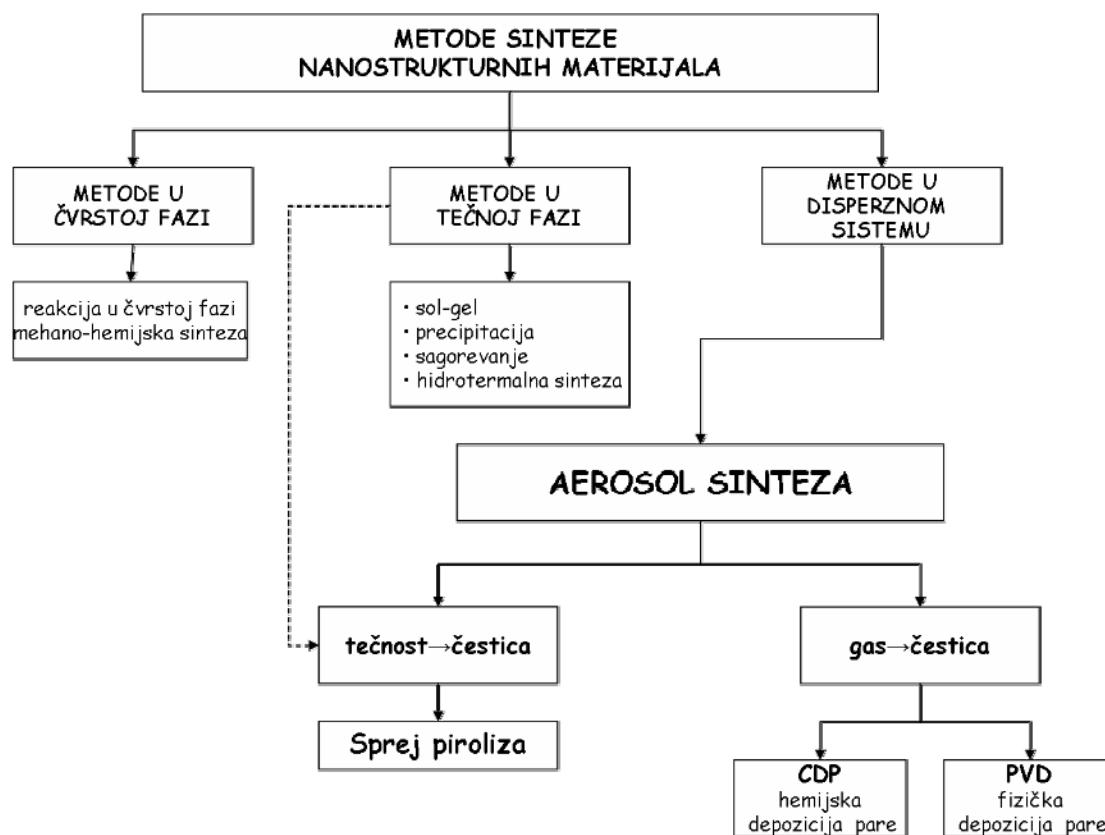 METODE SINTEZE
NANOSTRUKTURNIH MATERIJALA
METODE U
ČVRSTOJ FAZI
METODE U
TEČNOJ FAZI
METODE U
DISPERZNOM
SISTEMU
reakcija u čvrstoj fazi
mehano-hemijska sinteza
· sol-gel
· precipitacija
· sagorevanje
· hidrotermalna sinteza
AEROSOL SINTEZA
tečnost→čestica
gas→čestica
Sprej piroliza
CDP
hemijska
depozicija pare
PVD
fizička
depozicija pare